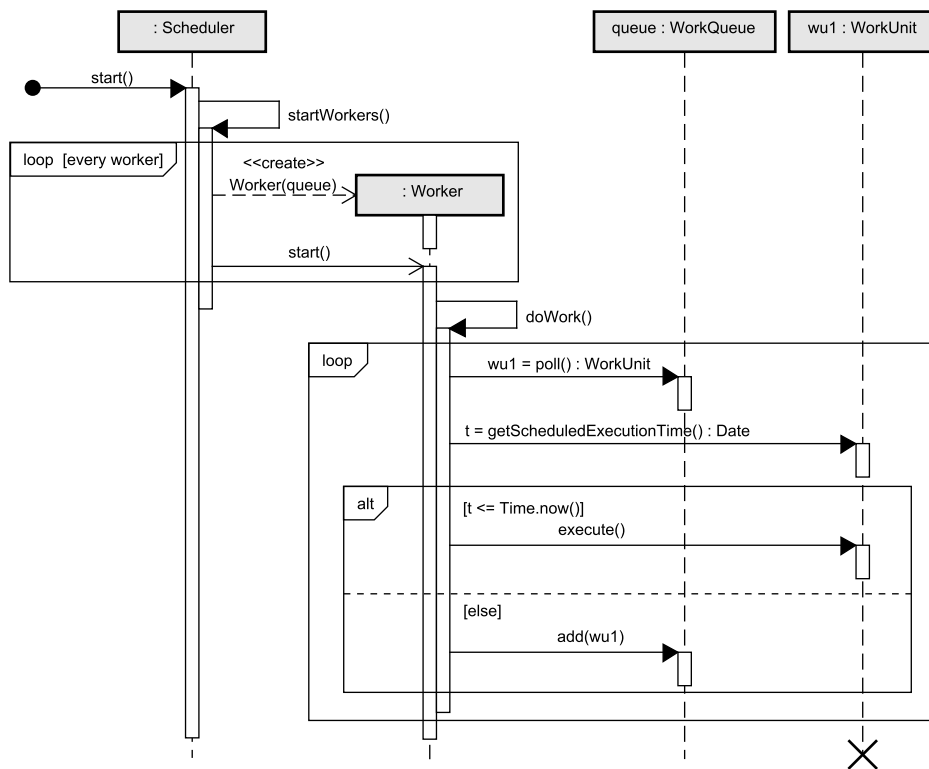 : Scheduler
queue : WorkQueue
wu1 : WorkUnit
start()
startWorkers()
loop [every worker]
<<create>>
Worker(queue)
: Worker
start()
doWork()
loop
wu1 = poll() : WorkUnit
t = getScheduledExecutionTime() : Date
alt
[t <= Time.now()]
execute()
[else]
add(wu1)